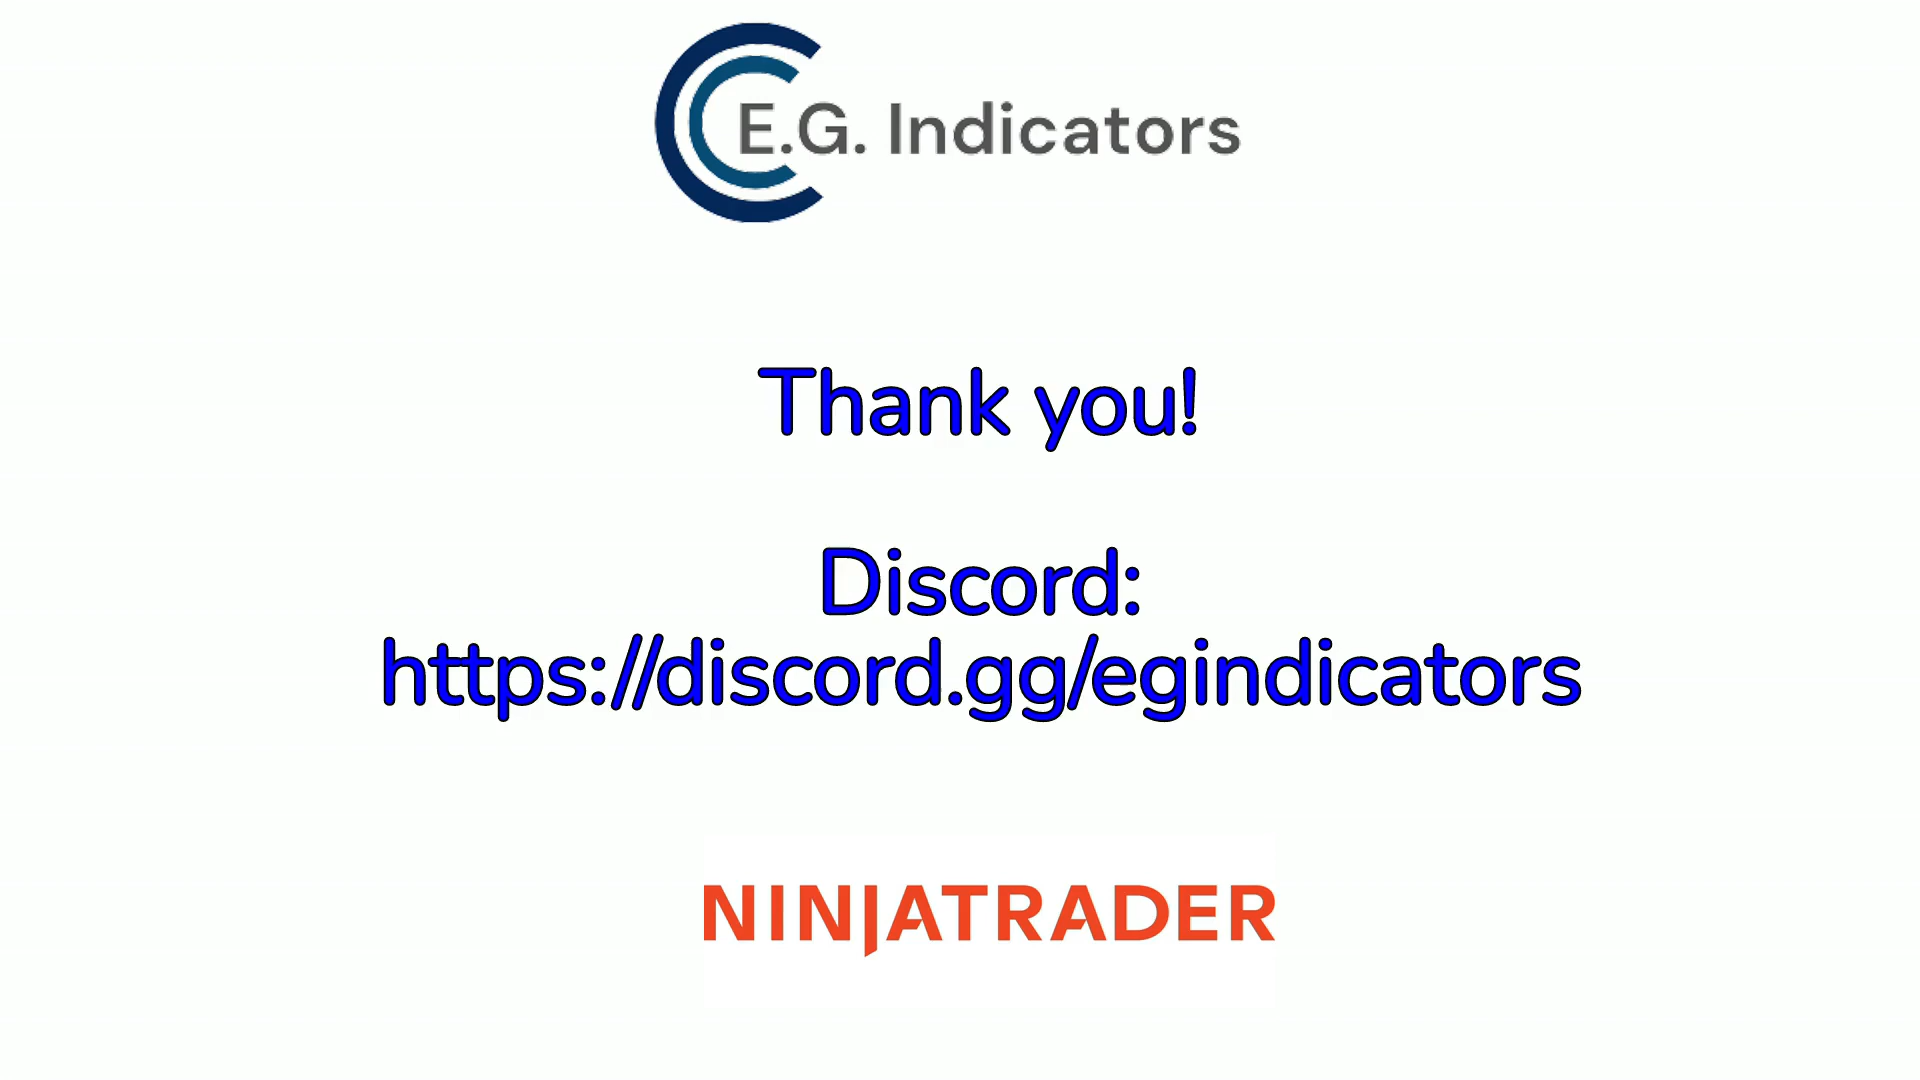 E.G. Indicators
Thank you!
Discord:
https://discord.gg/egindicators
NINJATRADER